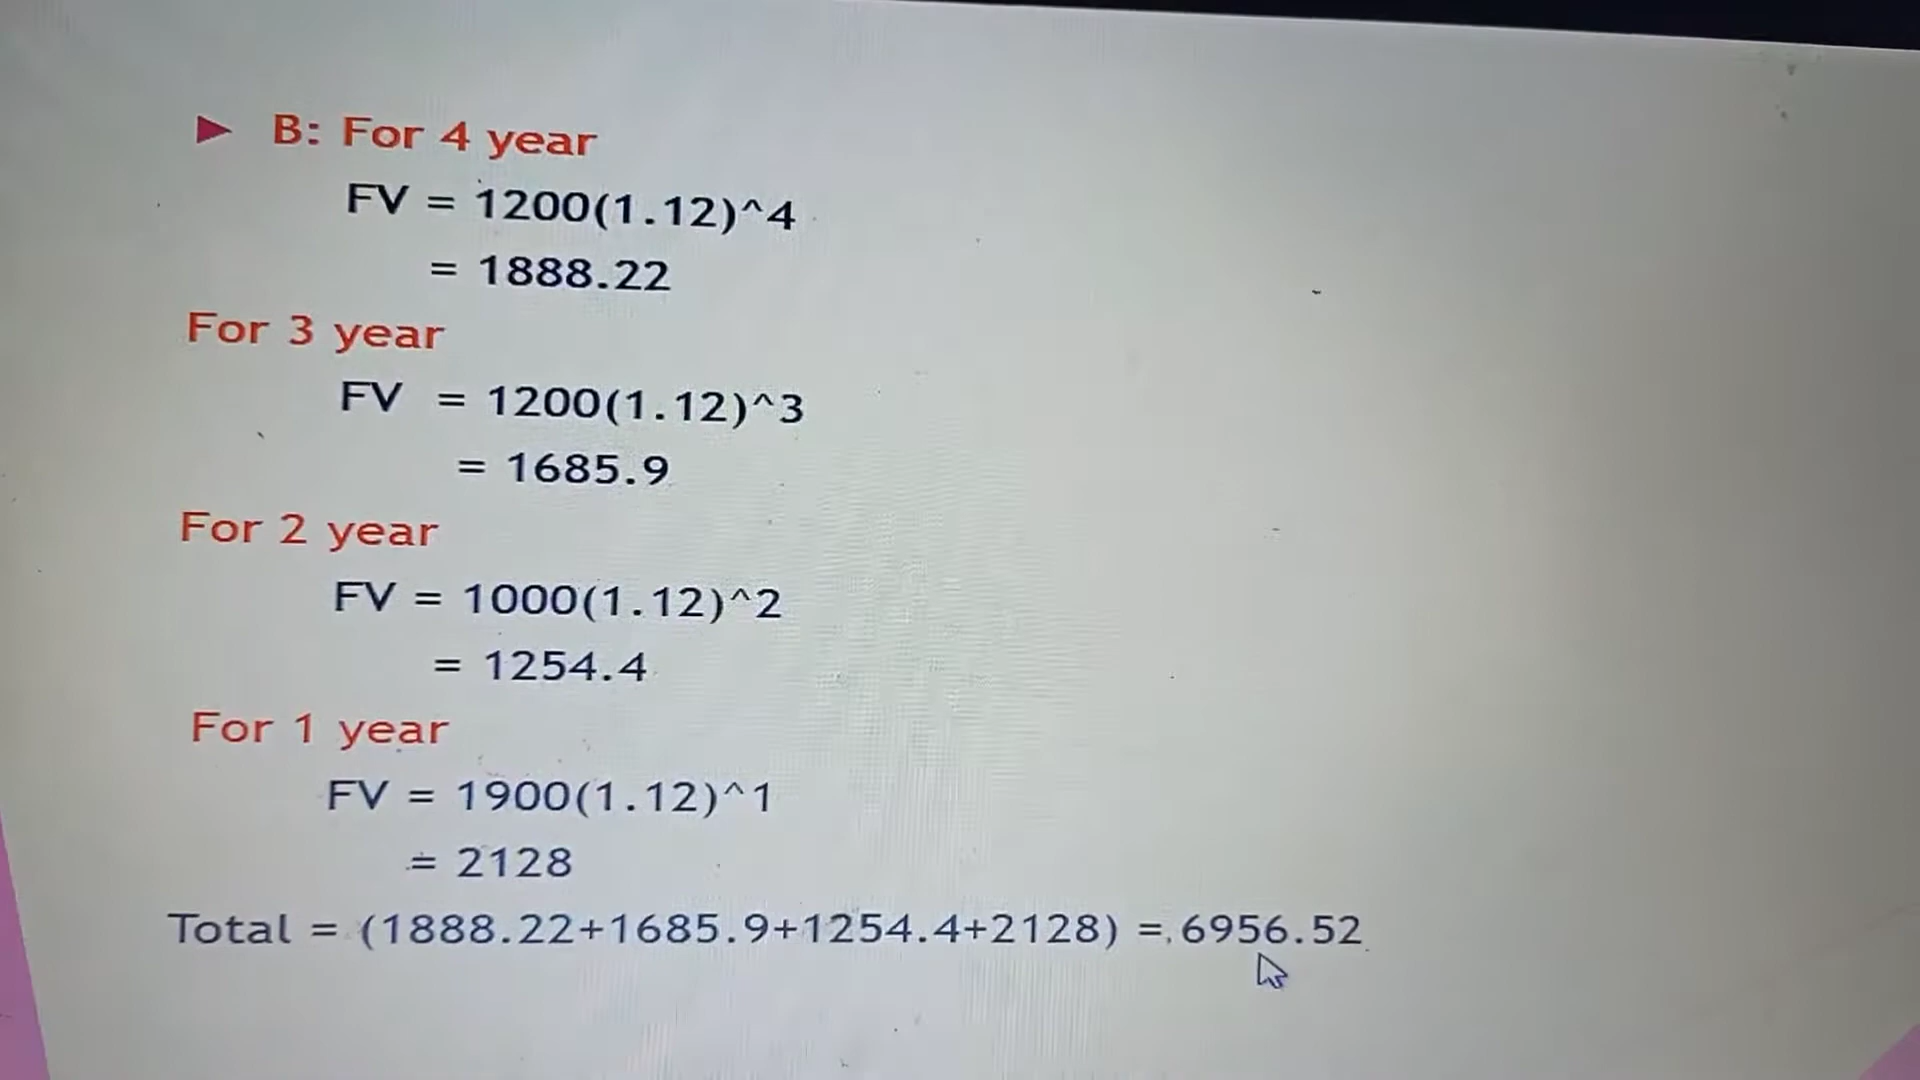 B: For 4 year
FV = 1200(1.12)^4
= 1888.22
For 3 year
FV = 1200(1.12)^3
= 1685.9
For 2 year
FV = 1000(1.12)^2
= 1254.4
For 1 year
FV = 1900(1.12)^1
= 2128
Total = (1888.22+1685.9+1254.4+2128) = 6956.52